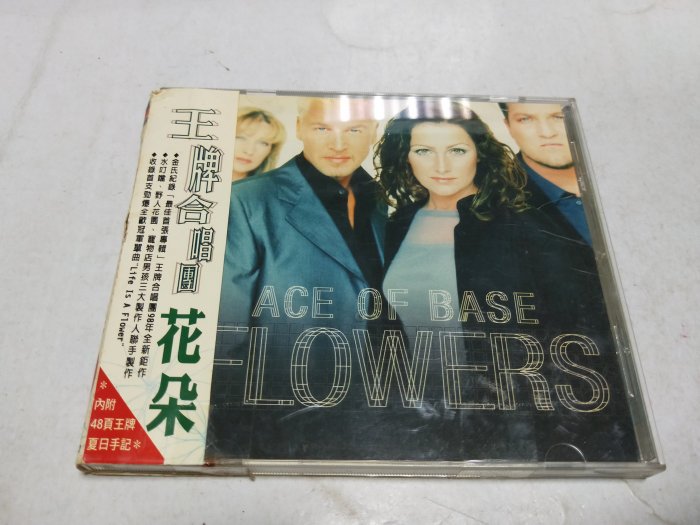 王牌合唱團
◆金氏紀錄「最佳首張專輯」王牌合唱團98年全新鉅作
◆水叮噹、野人花園、寵物店男孩三大製作人聯手製作
◆收錄首支勁爆全歐冠軍單曲"Life Is A Flower"
花朵
＊
內附
48頁王牌
夏日手記＊
ACE OF BASE
FLOWERS